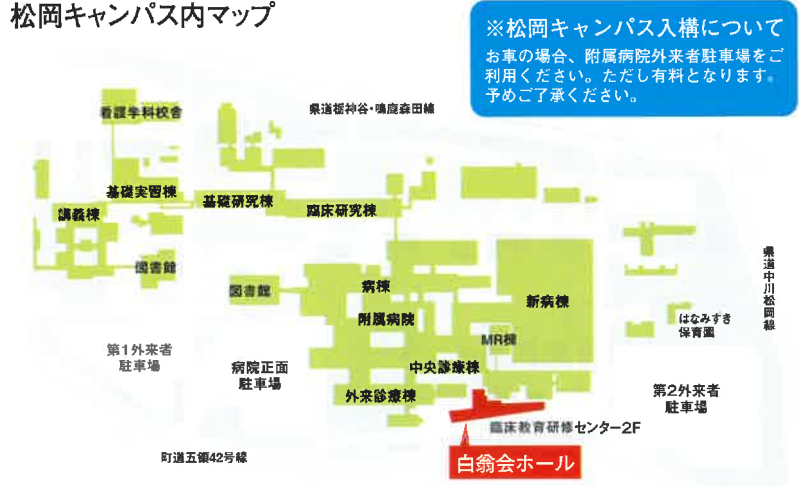 松岡キャンパス内マップ
※松岡キャンパス入構について
お車の場合、附属病院外来者駐車場をご
利用ください。ただし有料となります。
予めご了承ください。
県道栃神谷・鳴鹿森田線
看護学科校舎
基礎実習棟
基礎研究棟
臨床研究棟
講義棟
図書館
図書館
病棟
新病棟
附属病院
MR棟
中央診療棟
外来診療棟
県道中川松岡線
はなみずき
保育園
第1外来者
駐車場
病院正面
駐車場
第2外来者
駐車場
臨床教育研修センター2F
白翁会ホール
町道五領42号線